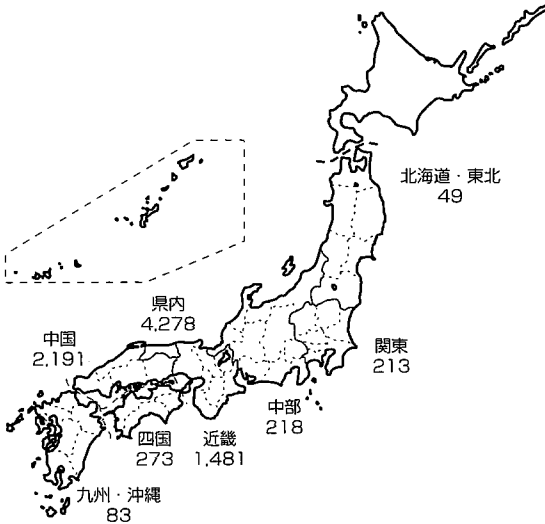 北海道・東北
49
県内
4,278
中国
2,191
関東
213
中部
218
四国
273
近畿
1,481
九州・沖縄
83